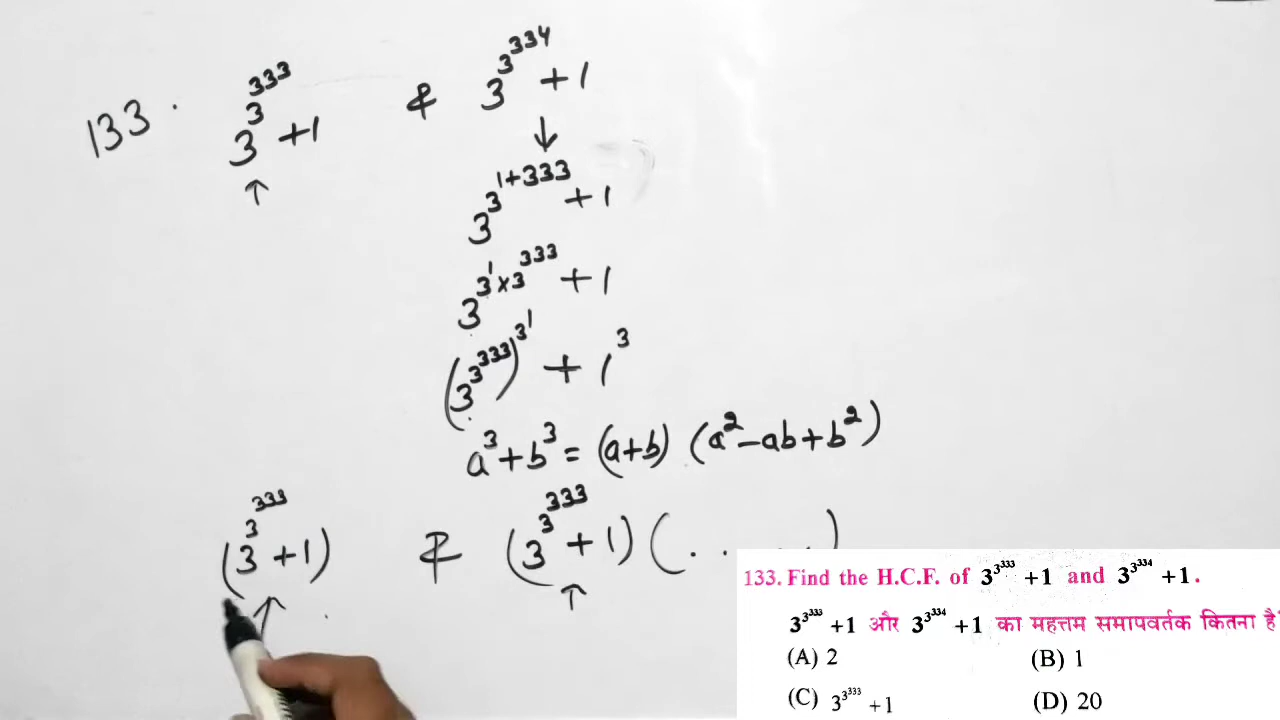 133. 3^3^333 +1 & 3^3^334 +1
↑ ↓
3^3^1+333 +1
3^3^1×3^333 +1
(3^3^333)^3^1 + 1^3
a^3+b^3 = (a+b) (a^2-ab+b^2)
(3^3^333 +1) & (3^3^333 +1) (.. ...)
↑ ↑
133. Find the H.C.F. of 3^3^333 +1 and 3^3^334 +1.
3^3^333 +1 और 3^3^334 +1 का महत्तम समापवर्तक कितना है?
(A) 2 (B) 1
(C) 3^3^333 +1 (D) 20